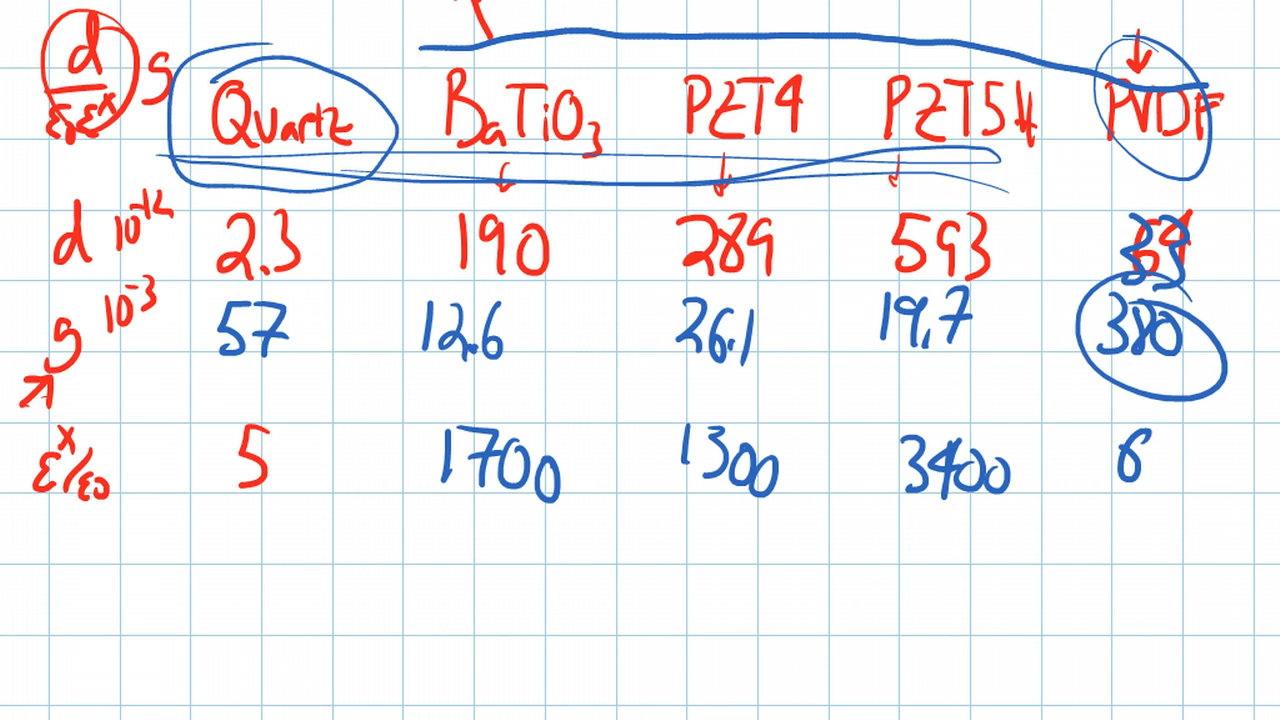 d/ε₀εˣ g Quartz BaTiO₃ PZT4 PZT5H PVDF
d 10⁻¹² 2.3 190 289 593 33
g 10⁻³ 57 12.6 26.1 19.7 380
εˣ/ε₀ 5 1700 1300 3400 6